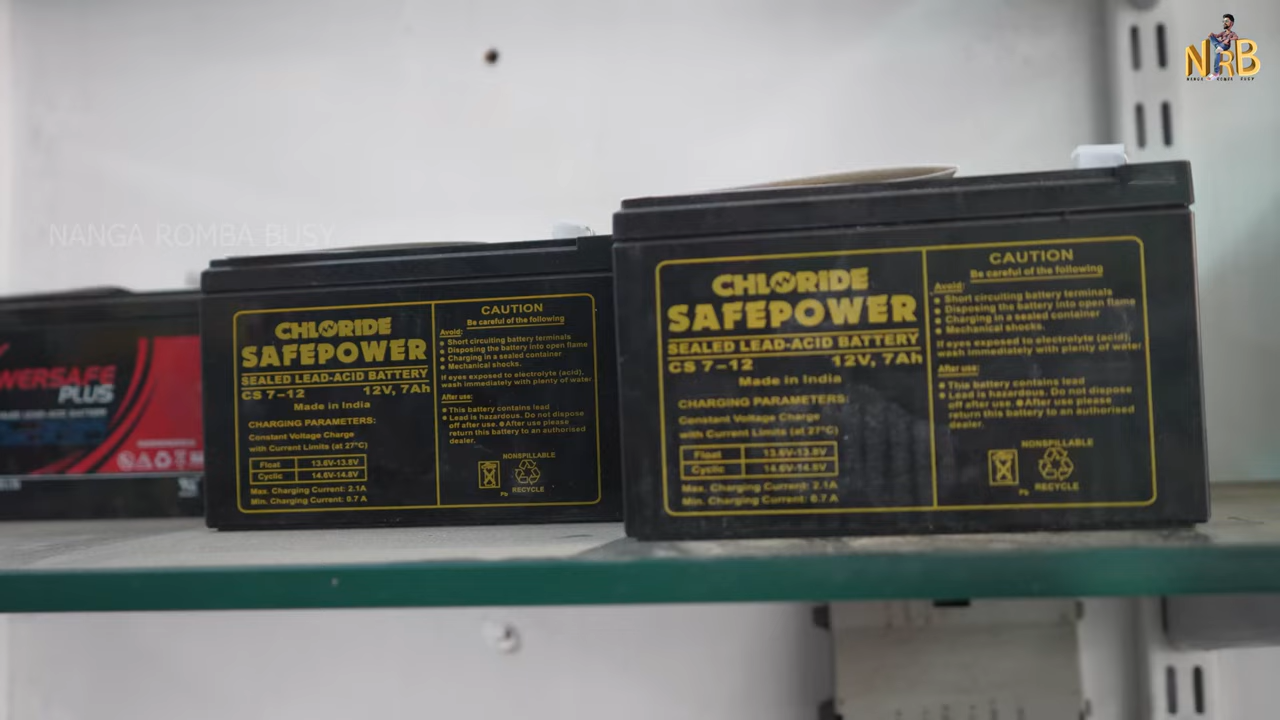 NRB
NANGA ROMBA BUSY
WERSAFE
PLUS
CHLORIDE
SAFEPOWER
SEALED LEAD-ACID BATTERY
CS 7-12 12V, 7Ah
Made in India
CHARGING PARAMETERS:
Constant Voltage Charge
with Current Limits (at 27°C)
Float 13.6V-13.8V
Cyclic 14.6V-14.8V
Max. Charging Current: 2.1A
Min. Charging Current: 0.7 A
CAUTION
Be careful of the following
Avoid:
● Short circuiting battery terminals
● Disposing the battery into open flame
● Charging in a sealed container
● Mechanical shocks.
If eyes exposed to electrolyte (acid),
wash immediately with plenty of water.
After use:
● This battery contains lead
● Lead is hazardous. Do not dispose
off after use. ● After use please
return this battery to an authorised
dealer.
NONSPILLABLE
Pb RECYCLE
CHLORIDE
SAFEPOWER
SEALED LEAD-ACID BATTERY
CS 7-12 12V, 7Ah
Made in India
CHARGING PARAMETERS:
Constant Voltage Charge
with Current Limits (at 27°C)
Float 13.6V-13.8V
Cyclic 14.6V-14.8V
Max. Charging Current: 2.1A
Min. Charging Current: 0.7 A
CAUTION
Be careful of the following
Avoid:
● Short circuiting battery terminals
● Disposing the battery into open flame
● Charging in a sealed container
● Mechanical shocks.
If eyes exposed to electrolyte (acid),
wash immediately with plenty of water.
After use:
● This battery contains lead
● Lead is hazardous. Do not dispose
off after use. ● After use please
return this battery to an authorised
dealer.
NONSPILLABLE
Pb RECYCLE